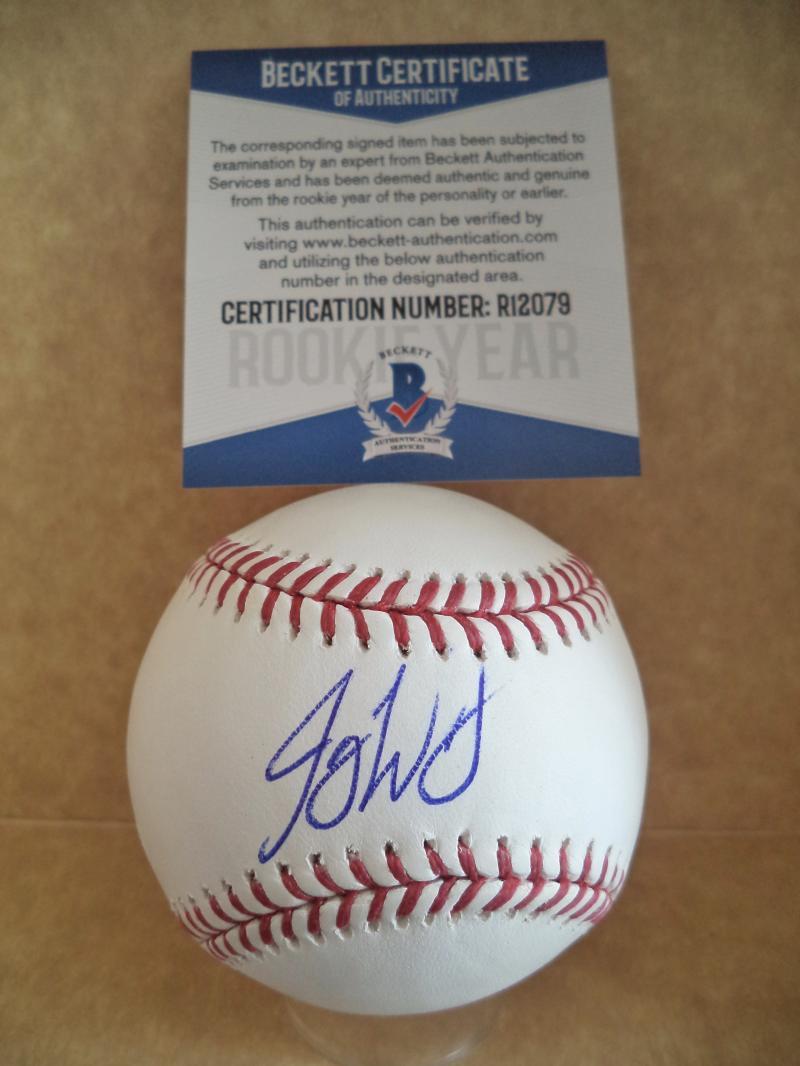 BECKETT CERTIFICATE
OF AUTHENTICITY
The corresponding signed item has been subjected to
examination by an expert from Beckett Authentication
Services and has been deemed authentic and genuine
from the rookie year of the personality or earlier.
This authentication can be verified by
visiting www.beckett-authentication.com
and utilizing the below authentication
number in the designated area.
CERTIFICATION NUMBER: R12079
ROOKIE YEAR
BECKETT
B
AUTHENTICATION
SERVICES